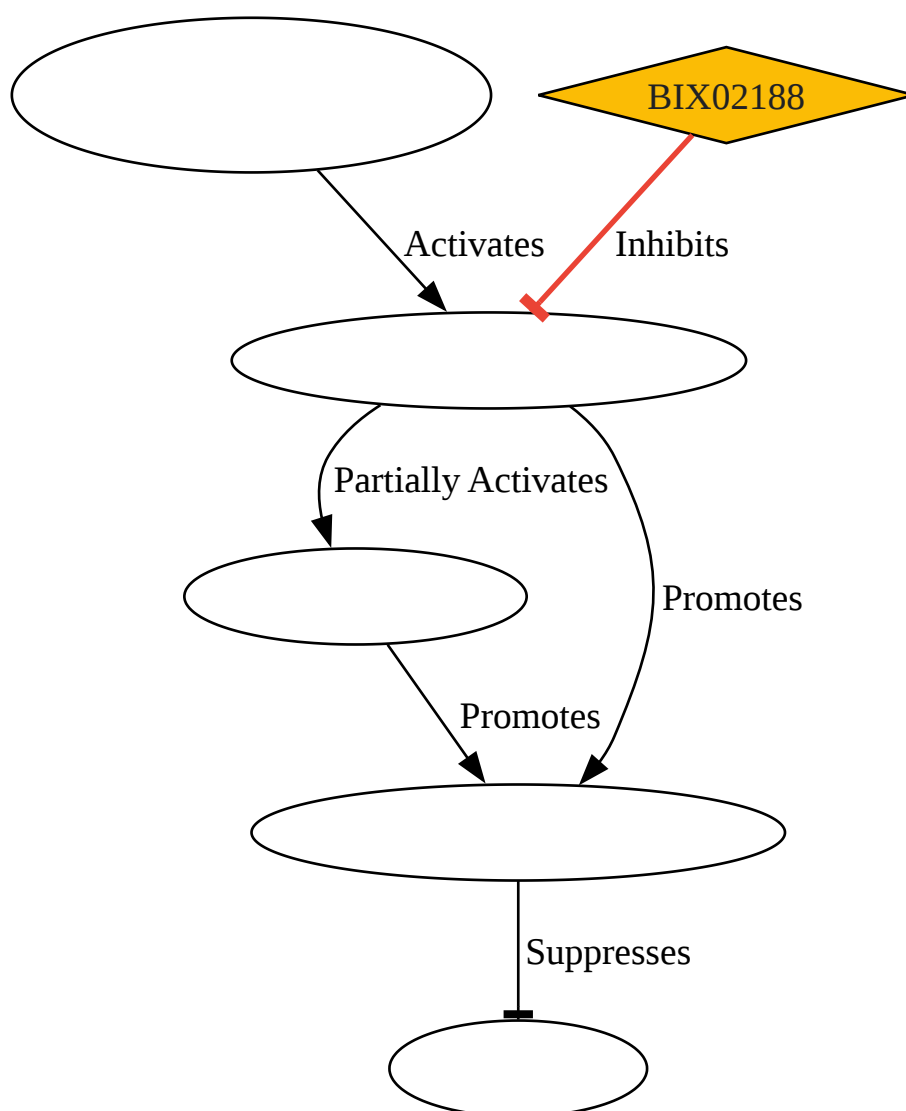 BIX02188
Activates
Inhibits
Partially Activates
Promotes
Promotes
Suppresses